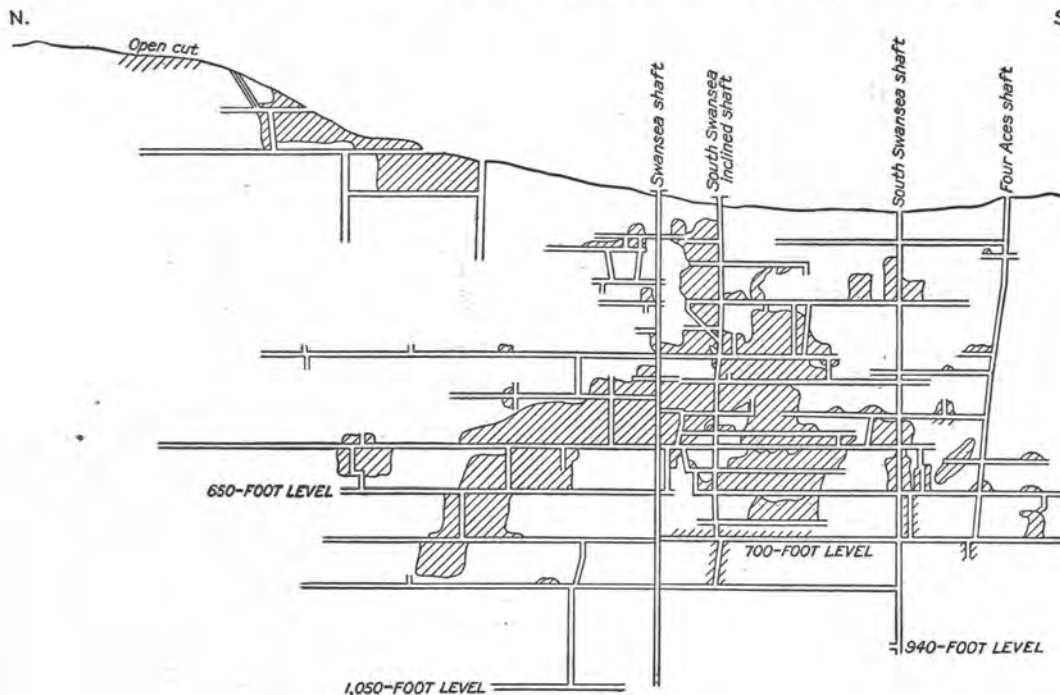 N.
S
Open cut
Swansea shaft
South Swansea
inclined shaft
South Swansea shaft
Four Aces shaft
650-FOOT LEVEL
700-FOOT LEVEL
940-FOOT LEVEL
1,050-FOOT LEVEL